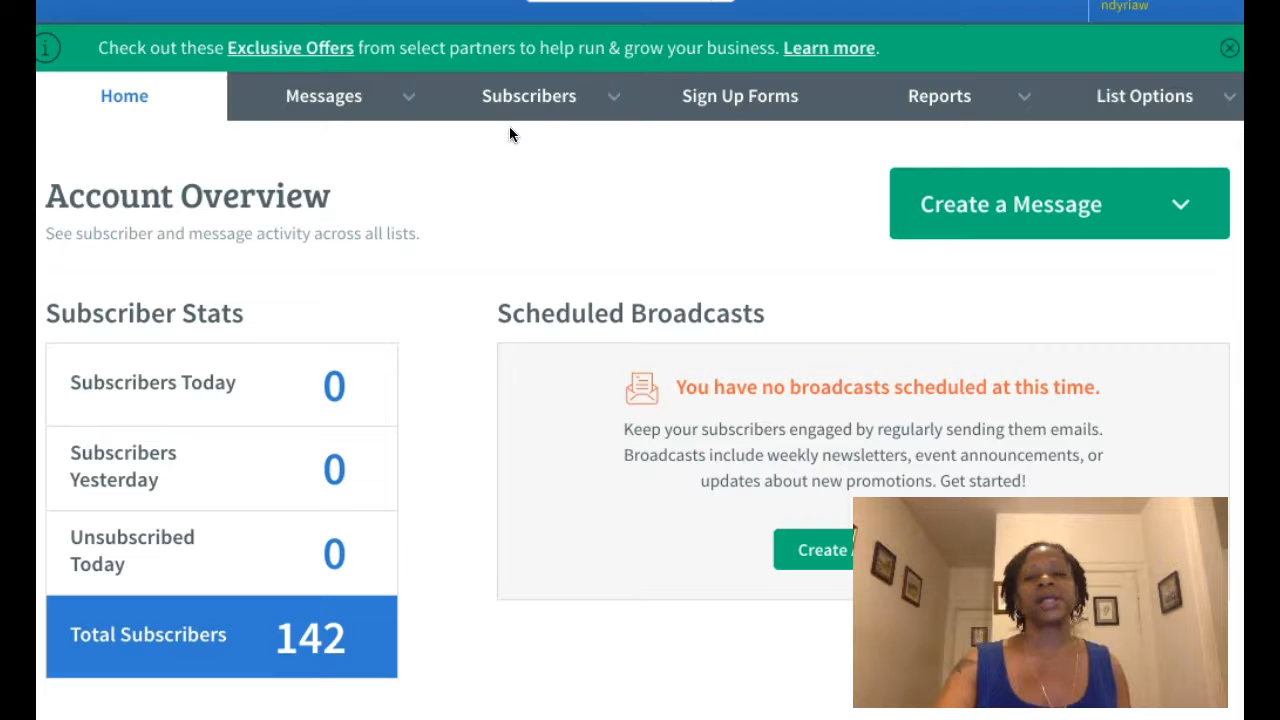 ndyriaw
Check out these Exclusive Offers from select partners to help run & grow your business. Learn more.
Home Messages Subscribers Sign Up Forms Reports List Options
Account Overview
See subscriber and message activity across all lists.
Create a Message
Subscriber Stats
Subscribers Today 0
Subscribers
Yesterday
0
Unsubscribed
Today
0
Total Subscribers 142
Scheduled Broadcasts
You have no broadcasts scheduled at this time.
Keep your subscribers engaged by regularly sending them emails.
Broadcasts include weekly newsletters, event announcements, or
updates about new promotions. Get started!
Create